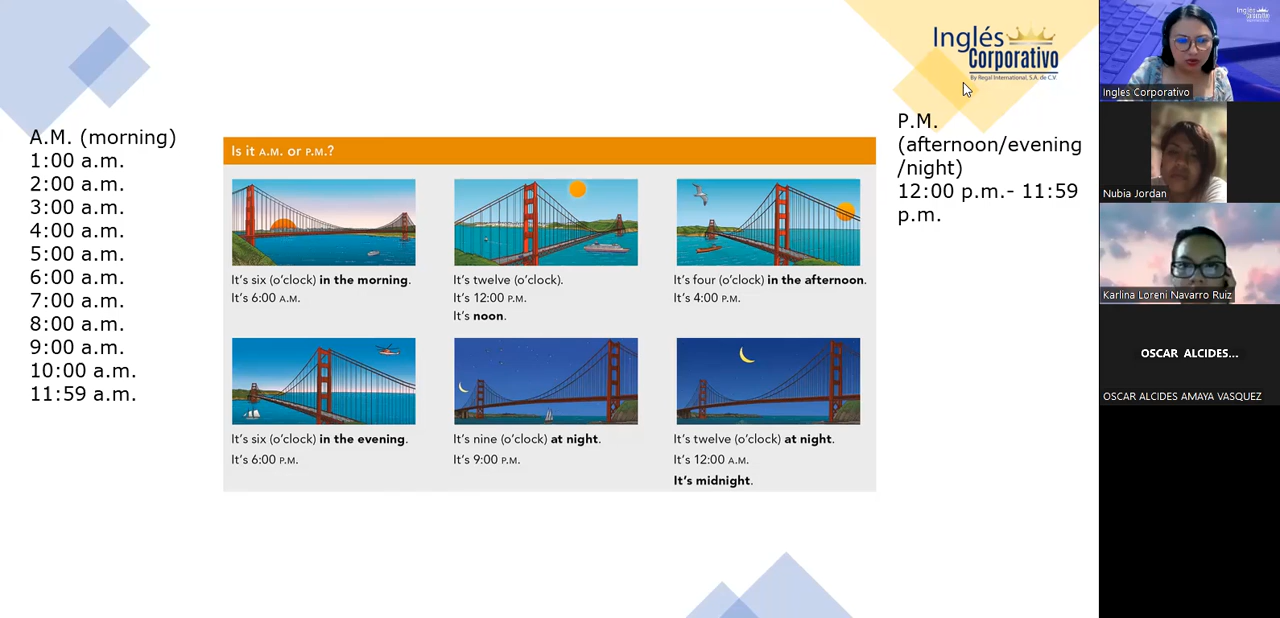 Inglés
Corporativo
By Regal International, S.A. de C.V.
A.M. (morning)
1:00 a.m.
2:00 a.m.
3:00 a.m.
4:00 a.m.
5:00 a.m.
6:00 a.m.
7:00 a.m.
8:00 a.m.
9:00 a.m.
10:00 a.m.
11:59 a.m.
Is it A.M. or P.M.?
It's six (o'clock) in the morning.
It's 6:00 A.M.
It's twelve (o'clock).
It's 12:00 P.M.
It's noon.
It's four (o'clock) in the afternoon.
It's 4:00 P.M.
It's six (o'clock) in the evening.
It's 6:00 P.M.
It's nine (o'clock) at night.
It's 9:00 P.M.
It's twelve (o'clock) at night.
It's 12:00 A.M.
It's midnight.
P.M.
(afternoon/evening
/night)
12:00 p.m.- 11:59
p.m.
Ingles Corporativo
Nubia Jordan
Karlina Loreni Navarro Ruiz
OSCAR ALCIDES...
OSCAR ALCIDES AMAYA VASQUEZ